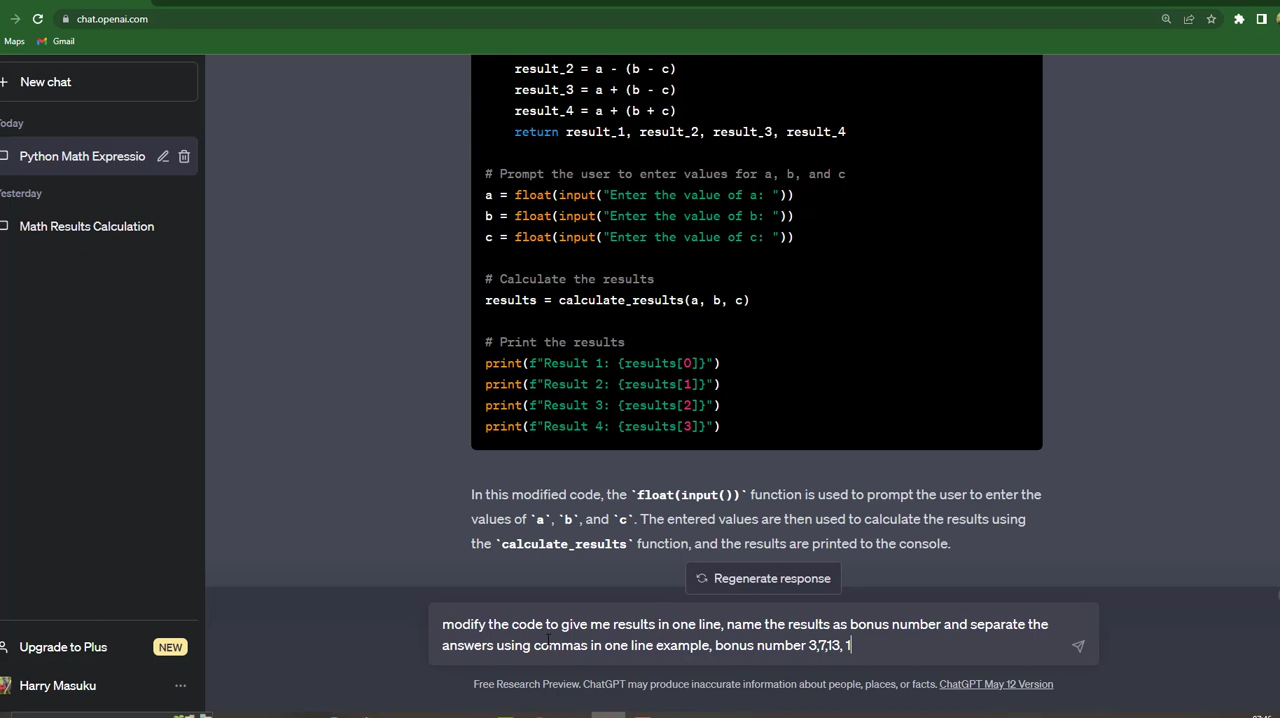 chat.openai.com
Maps Gmail
New chat
Today
Python Math Expressio
Yesterday
Math Results Calculation
Upgrade to Plus NEW
Harry Masuku
result_2 = a - (b - c)
result_3 = a + (b - c)
result_4 = a + (b + c)
return result_1, result_2, result_3, result_4
# Prompt the user to enter values for a, b, and c
a = float(input("Enter the value of a: "))
b = float(input("Enter the value of b: "))
c = float(input("Enter the value of c: "))
# Calculate the results
results = calculate_results(a, b, c)
# Print the results
print(f"Result 1: {results[0]}")
print(f"Result 2: {results[1]}")
print(f"Result 3: {results[2]}")
print(f"Result 4: {results[3]}")
In this modified code, the `float(input())` function is used to prompt the user to enter the
values of `a`, `b`, and `c`. The entered values are then used to calculate the results using
the `calculate_results` function, and the results are printed to the console.
Regenerate response
modify the code to give me results in one line, name the results as bonus number and separate the
answers using commas in one line example, bonus number 3,7,13, 1
Free Research Preview. ChatGPT may produce inaccurate information about people, places, or facts. ChatGPT May 12 Version